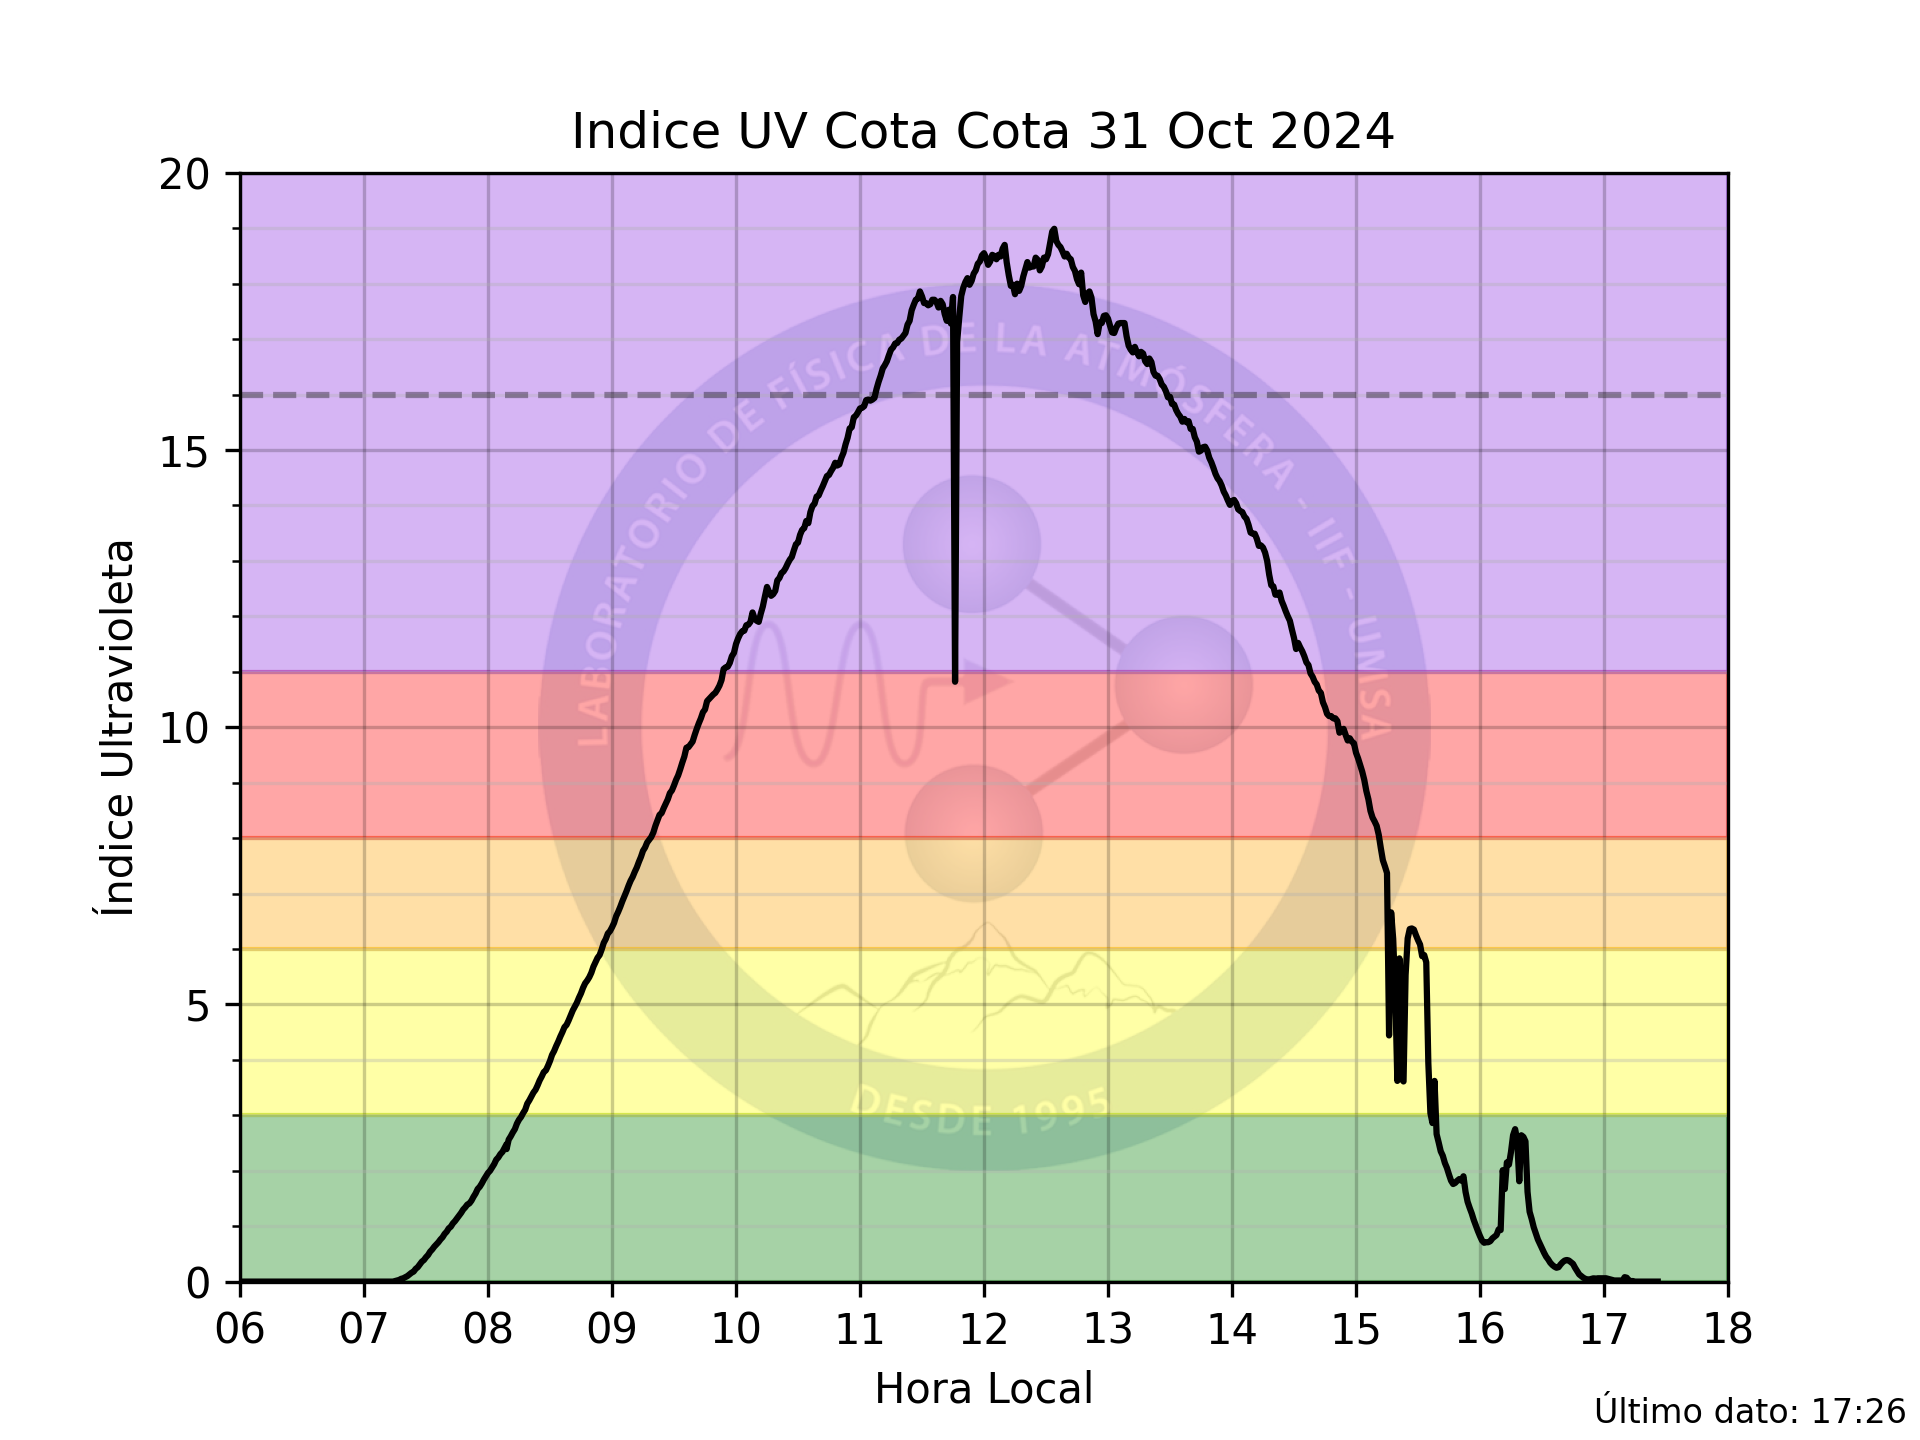 Indice UV Cota Cota 31 Oct 2024
20
15
10
5
0
Índice Ultravioleta
LABORATORIO DE FÍSICA DE LA ATMÓSFERA - IIF - UMSA
DESDE 1995
06 07 08 09 10 11 12 13 14 15 16 17 18
Hora Local
Último dato: 17:26